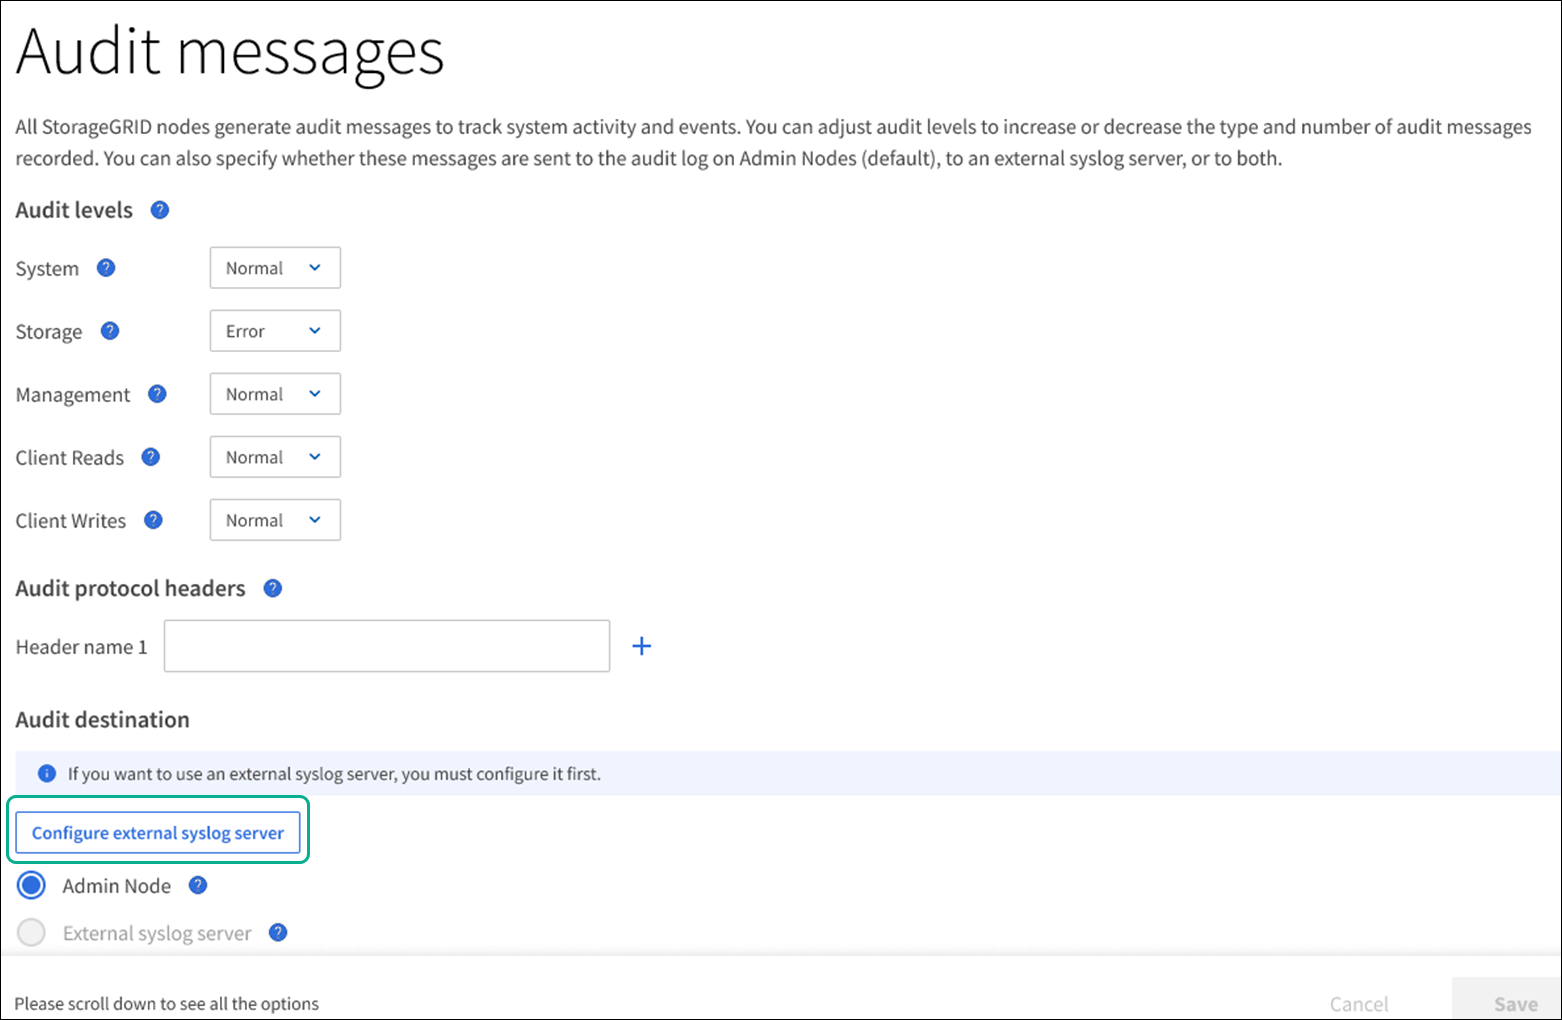 Audit messages
All StorageGRID nodes generate audit messages to track system activity and events. You can adjust audit levels to increase or decrease the type and number of audit messages
recorded. You can also specify whether these messages are sent to the audit log on Admin Nodes (default), to an external syslog server, or to both.
Audit levels ?
System ? Normal
Storage ? Error
Management ? Normal
Client Reads ? Normal
Client Writes ? Normal
Audit protocol headers ?
Header name 1 +
Audit destination
i If you want to use an external syslog server, you must configure it first.
Configure external syslog server
Admin Node ?
External syslog server ?
Please scroll down to see all the options Cancel Save